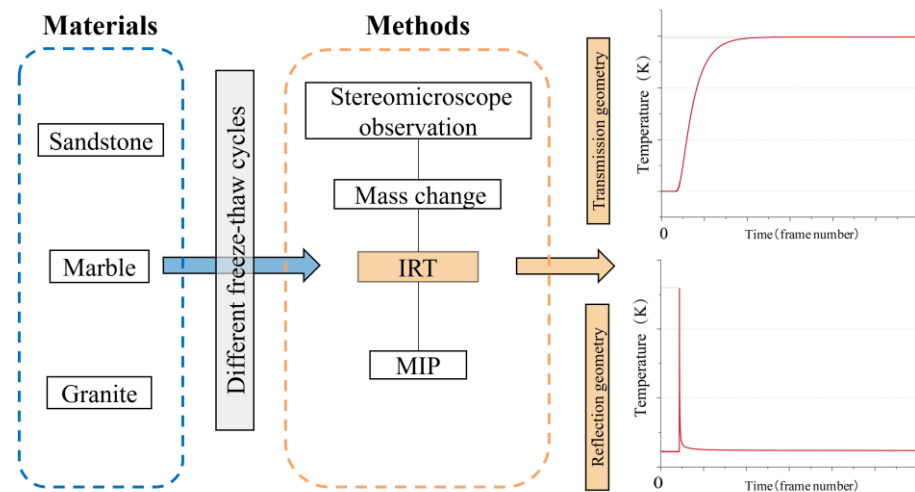 Materials
Sandstone
Marble
Granite
Different freeze-thaw cycles
Methods
Stereomicroscope
observation
Mass change
IRT
MIP
Transmission geometry
Temperature（K）
0
Time(frame number)
Reflection geometry
Temperature（K）
0
Time(frame number)